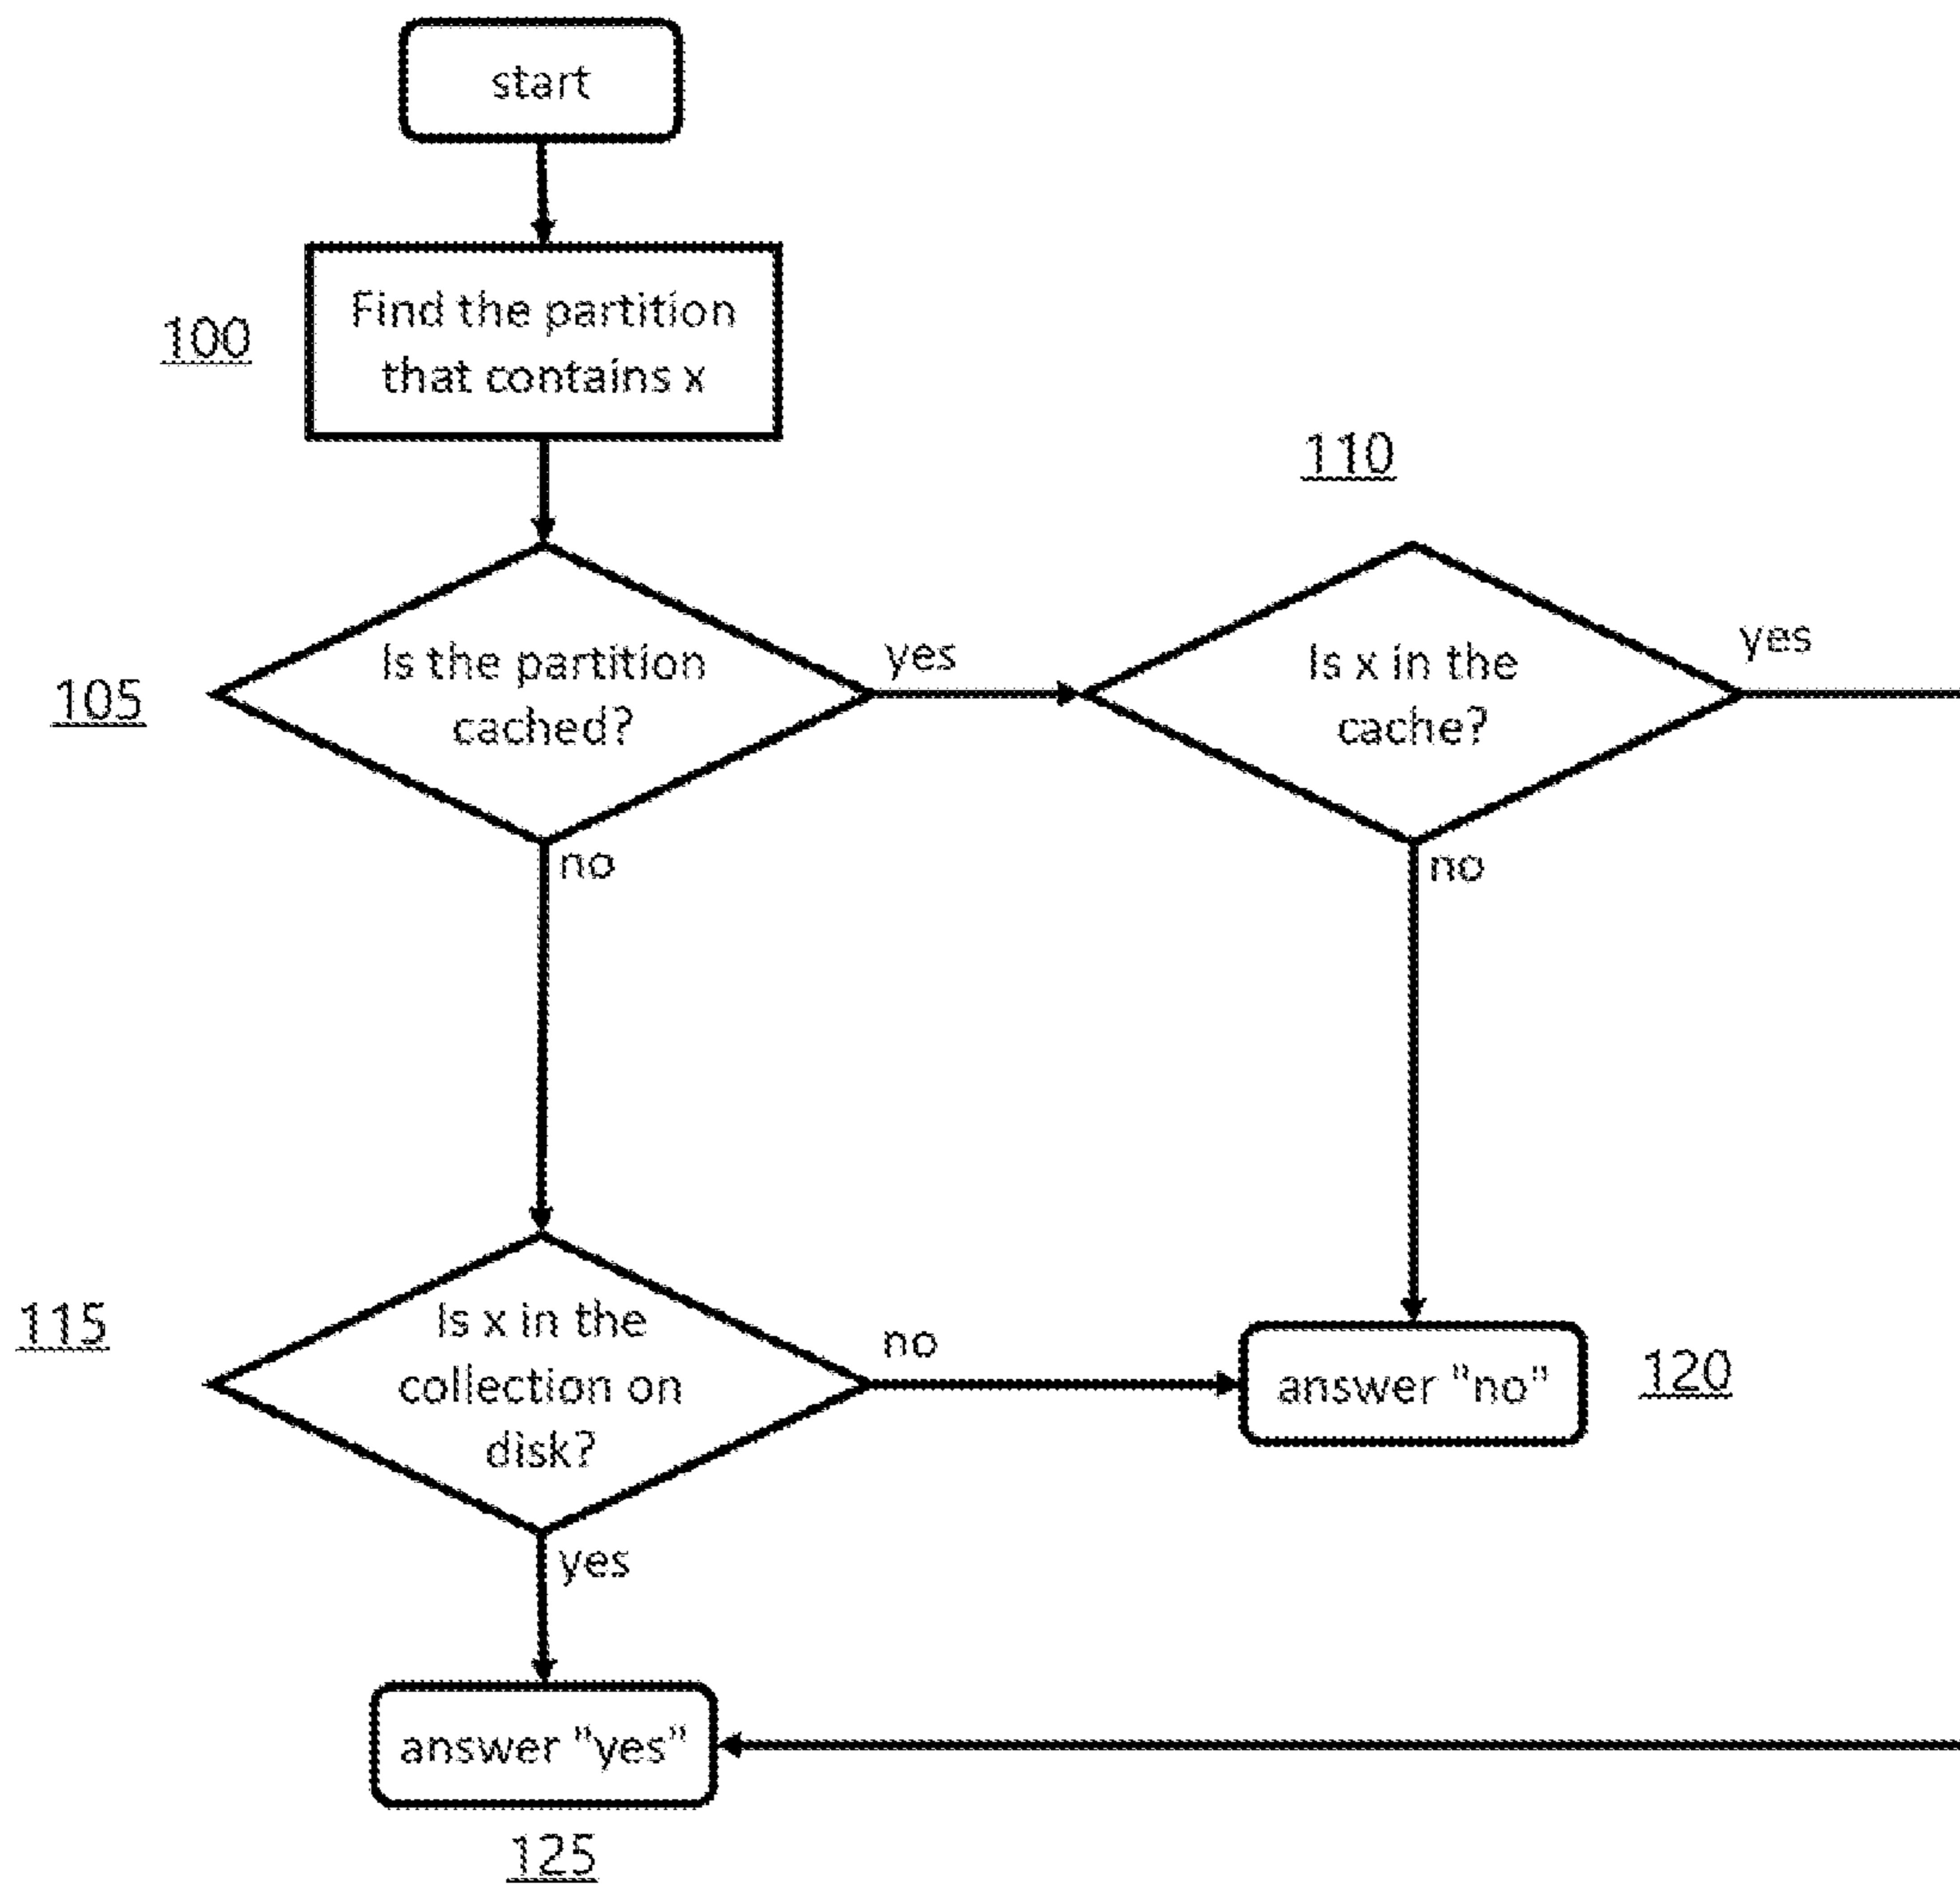 start
Find the partition
that contains x
100
110
Is the partition
cached?
yes
105
Is x in the
cache?
yes
no
no
115
Is x in the
collection on
disk?
no
answer "no"
120
yes
answer "yes"
125